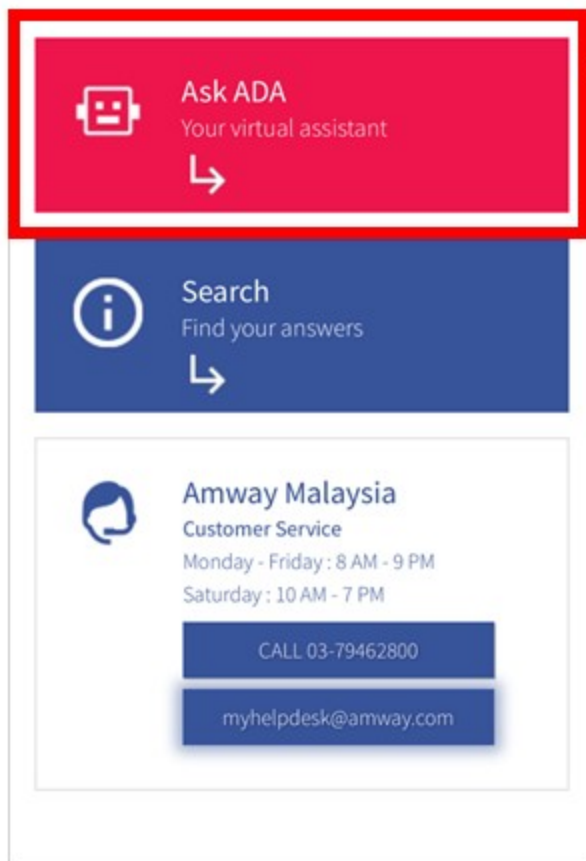 Ask ADA
Your virtual assistant
Search
Find your answers
Amway Malaysia
Customer Service
Monday - Friday : 8 AM - 9 PM
Saturday : 10 AM - 7 PM
CALL 03-79462800
myhelpdesk@amway.com